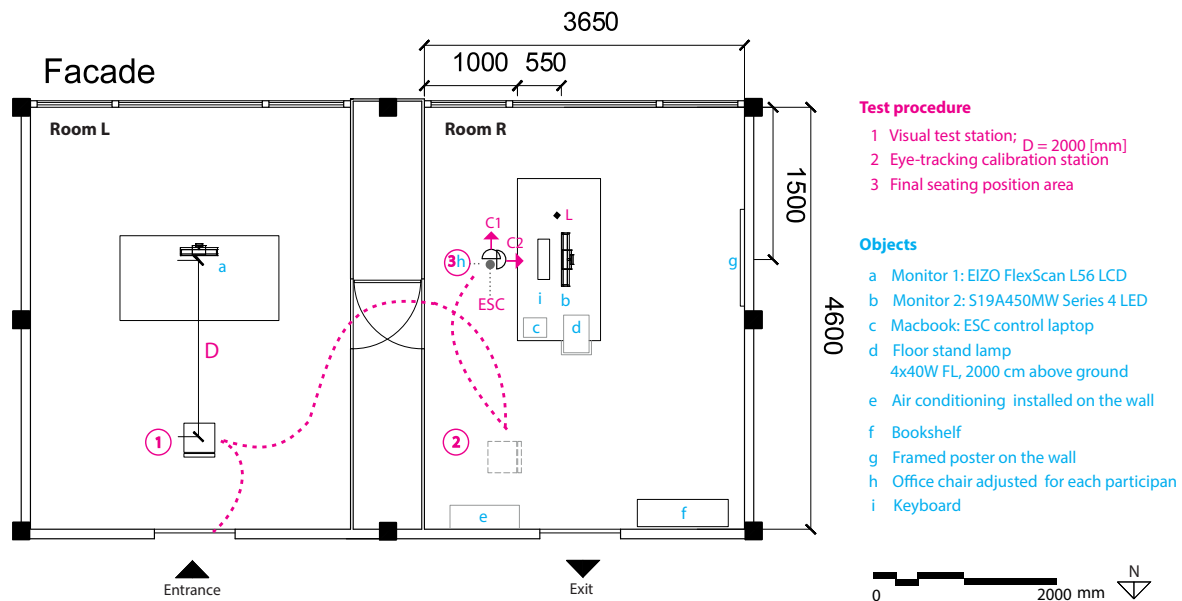 3650
1000
550
Facade
Room L
Room R
1500
4600
a
D
1
L
C1
C2
3
h
ESC
i
b
c
d
g
2
e
f
Entrance
Exit
Test procedure
1 Visual test station; D = 2000 [mm]
2 Eye-tracking calibration station
3 Final seating position area
Objects
a Monitor 1: EIZO FlexScan L56 LCD
b Monitor 2: S19A450MW Series 4 LED
c Macbook: ESC control laptop
d Floor stand lamp
4x40W FL, 2000 cm above ground
e Air conditioning installed on the wall
f Bookshelf
g Framed poster on the wall
h Office chair adjusted for each participan
i Keyboard
0
2000 mm
N